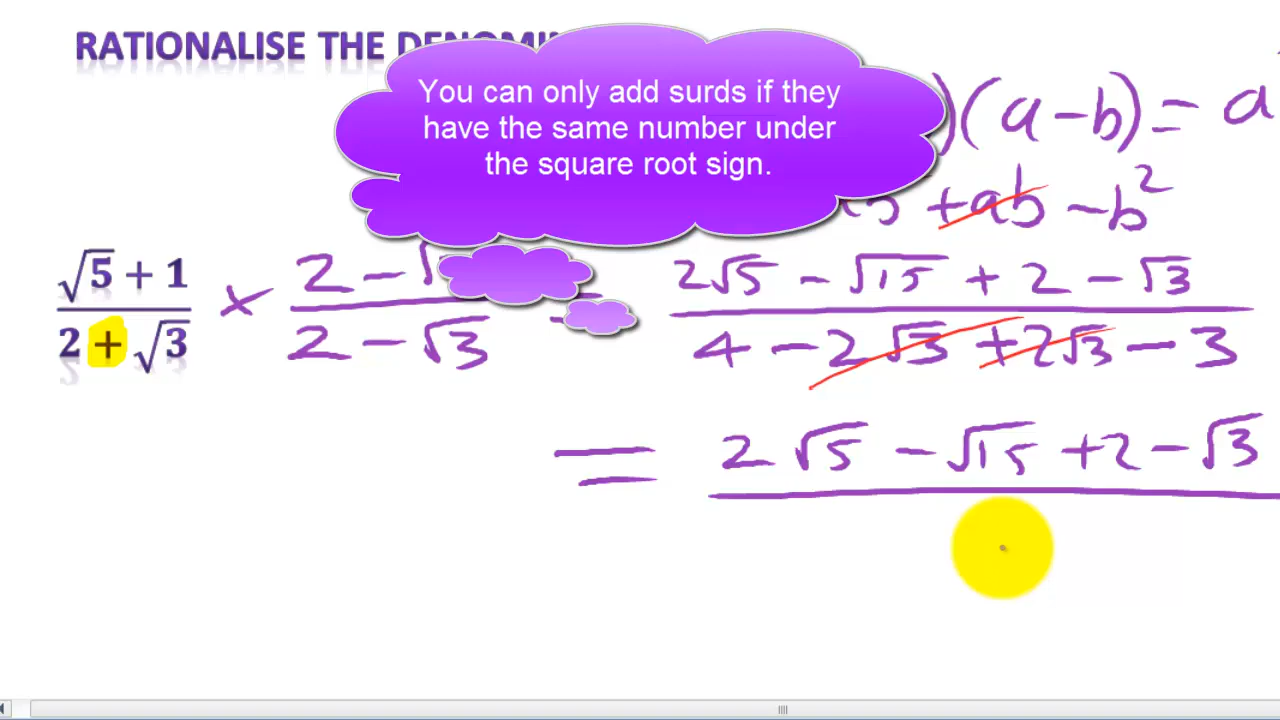 RATIONALISE THE
You can only add surds if they
have the same number under
the square root sign.
)(a-b) = a
+ab -b²
√5 + 1 × 2 - √ = 2√5 - √15 + 2 - √3
2 + √3 2 - √3 4 - 2√3 + 2√3 - 3
= 2√5 - √15 + 2 - √3